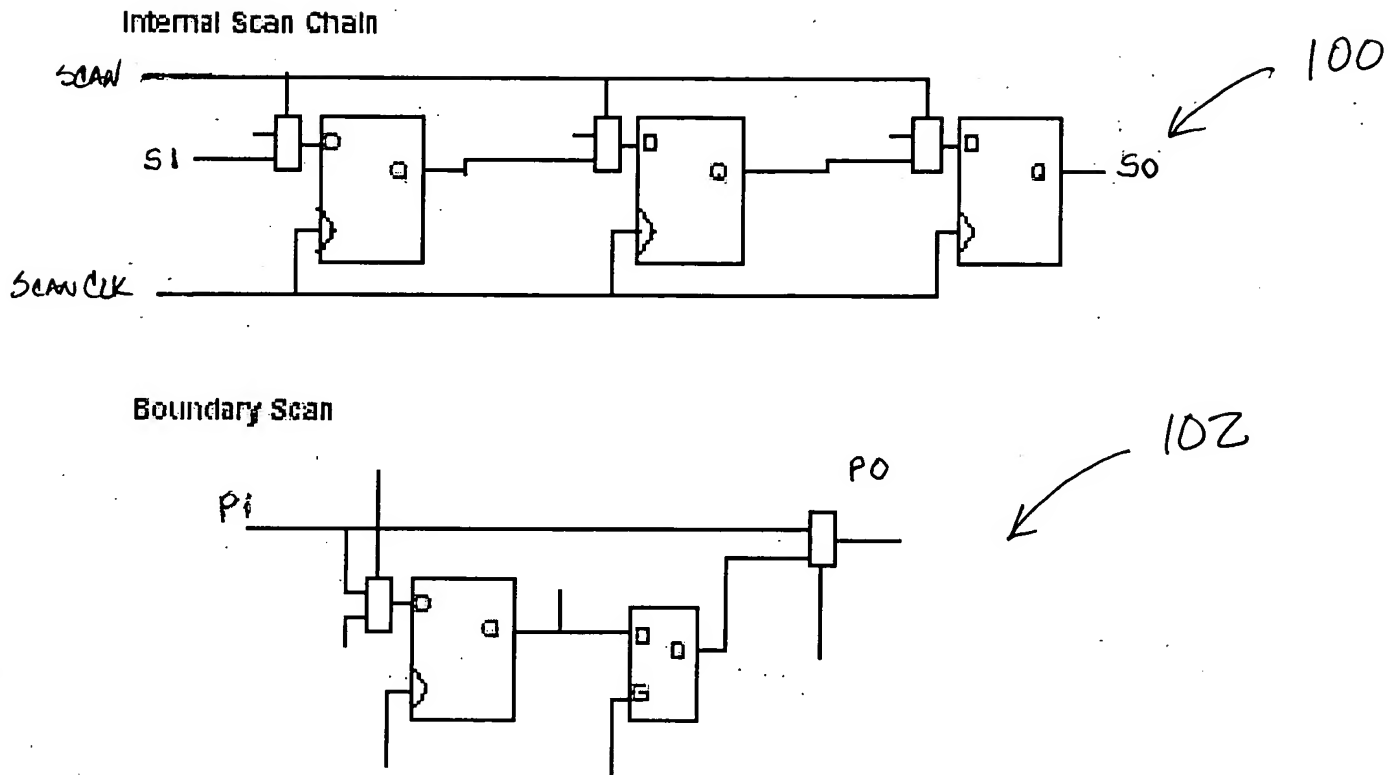 Internal Scan Chain
100
SCAN
SI
D
Q
D
Q
D
Q
SO
SCAN CLK
Boundary Scan
102
PO
Pi
D
Q
D
Q
G